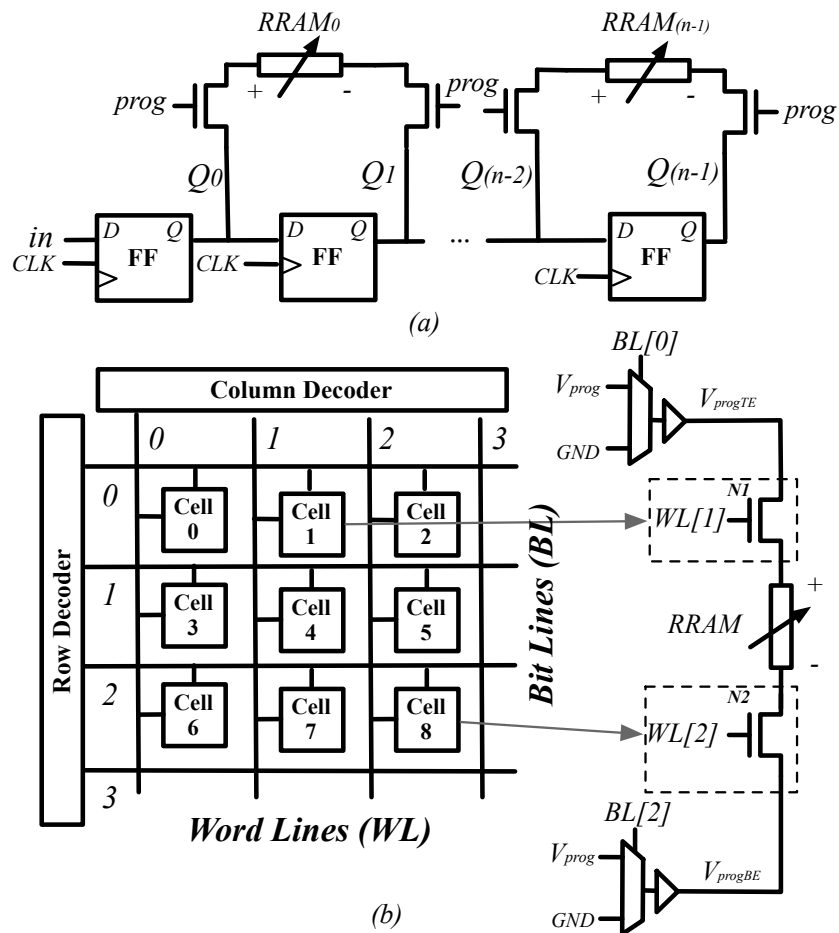 RRAM0
RRAM(n-1)
prog
+ -
prog
+ -
prog
Q0
Q1
Q(n-2)
Q(n-1)
in
D Q
D Q
...
D Q
CLK
FF
CLK
FF
CLK
FF
(a)
Column Decoder
Row Decoder
0 1 2 3
0
Cell 0
Cell 1
Cell 2
1
Cell 3
Cell 4
Cell 5
2
Cell 6
Cell 7
Cell 8
3
Word Lines (WL)
Bit Lines (BL)
BL[0]
Vprog
VprogTE
GND
N1
WL[1]
+
RRAM
-
N2
WL[2]
BL[2]
Vprog
VprogBE
GND
(b)